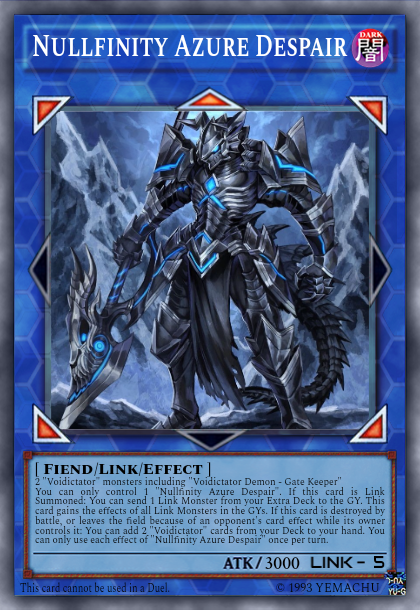 NULLFINITY AZURE DESPAIR
DARK
闇
[ FIEND/LINK/EFFECT ]
2 "Voidictator" monsters including "Voidictator Demon - Gate Keeper"
You can only control 1 "Nullfinity Azure Despair". If this card is Link
Summoned: You can send 1 Link Monster from your Extra Deck to the GY. This
card gains the effects of all Link Monsters in the GYs. If this card is destroyed by
battle, or leaves the field because of an opponent's card effect while its owner
controls it: You can add 2 "Voidictator" cards from your Deck to your hand. You
can only use each effect of "Nullfinity Azure Despair" once per turn.
ATK/3000 LINK - 5
This card cannot be used in a Duel. © 1993 YEMACHU